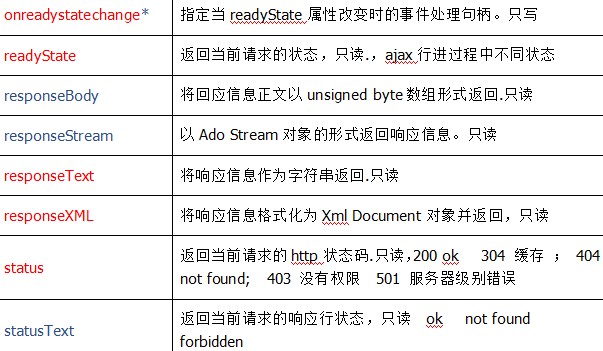 onreadystatechange* 指定当 readyState 属性改变时的事件处理句柄。只写
readyState 返回当前请求的状态，只读.，ajax 行进过程中不同状态
responseBody 将回应信息正文以 unsigned byte 数组形式返回.只读
responseStream 以 Ado Stream 对象的形式返回响应信息。只读
responseText 将响应信息作为字符串返回.只读
responseXML 将响应信息格式化为 Xml Document 对象并返回，只读
status 返回当前请求的 http 状态码.只读,200 ok 304 缓存 ； 404
not found; 403 没有权限 501 服务器级别错误
statusText 返回当前请求的响应行状态，只读 ok not found
forbidden